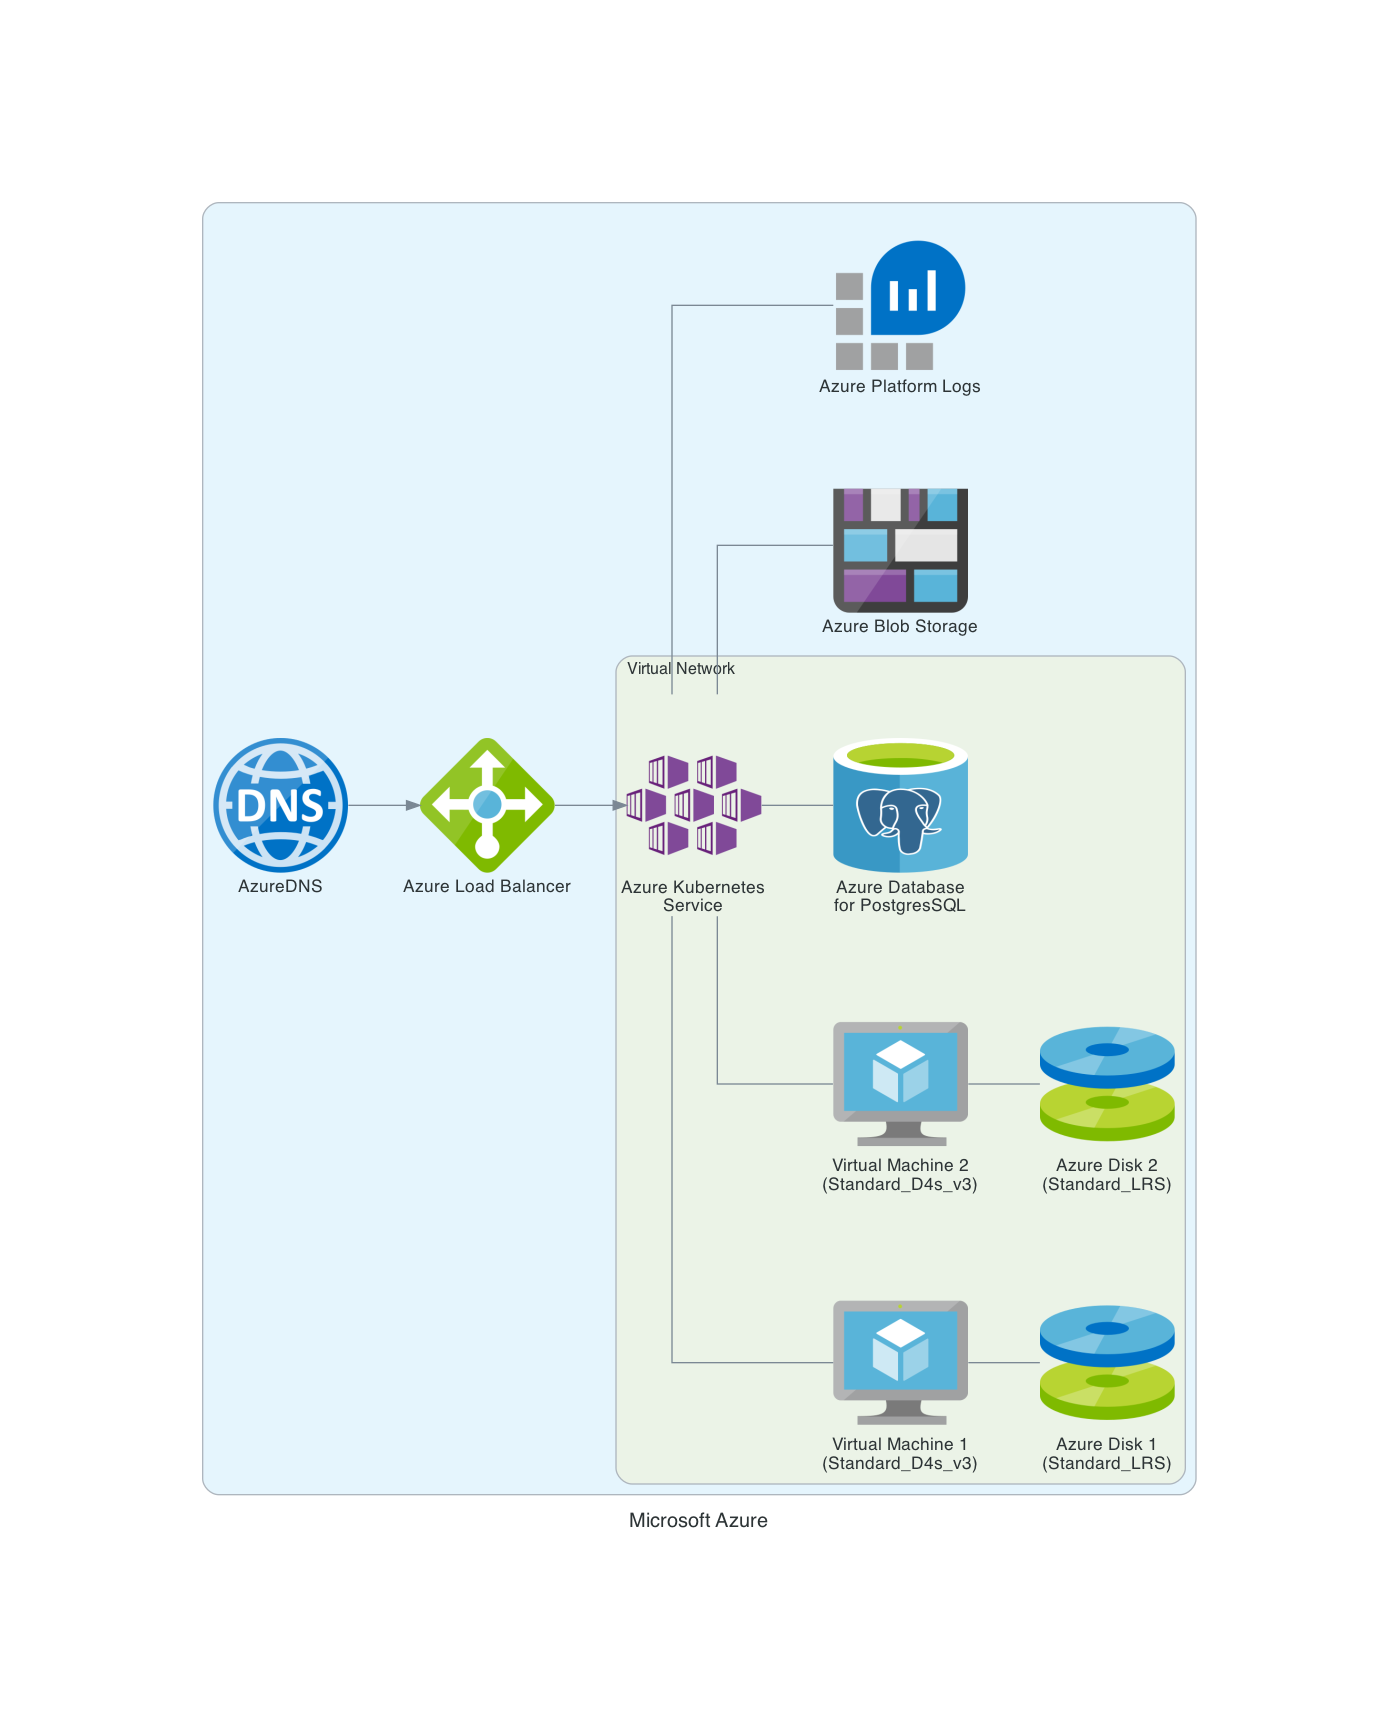 Azure Platform Logs
Azure Blob Storage
Virtual Network
DNS
AzureDNS
Azure Load Balancer
Azure Kubernetes
Service
Azure Database
for PostgresSQL
Virtual Machine 2
(Standard_D4s_v3)
Azure Disk 2
(Standard_LRS)
Virtual Machine 1
(Standard_D4s_v3)
Azure Disk 1
(Standard_LRS)
Microsoft Azure